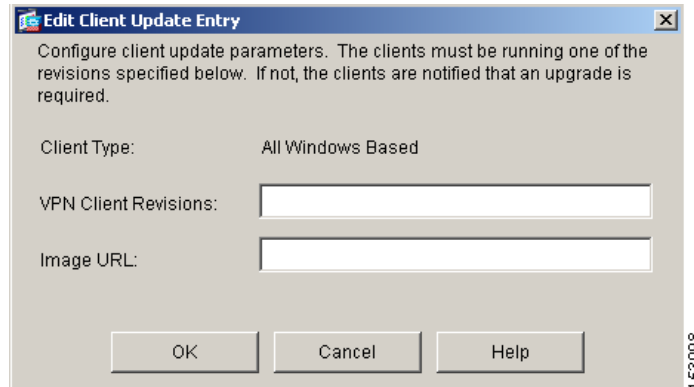 Edit Client Update Entry
Configure client update parameters. The clients must be running one of the
revisions specified below. If not, the clients are notified that an upgrade is
required.
Client Type: All Windows Based
VPN Client Revisions:
Image URL:
OK Cancel Help